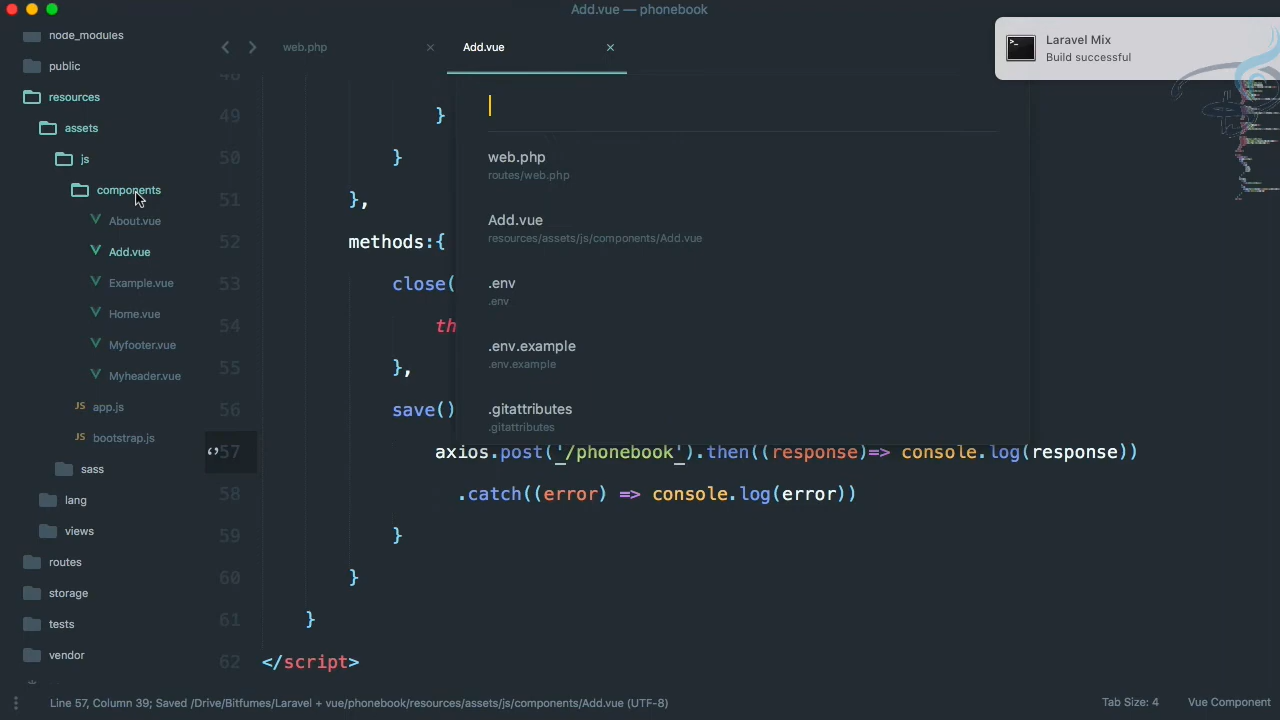 Add.vue — phonebook
node_modules
public
resources
assets
js
components
About.vue
Add.vue
Example.vue
Home.vue
Myfooter.vue
Myheader.vue
JS app.js
JS bootstrap.js
sass
lang
views
routes
storage
tests
vendor
web.php
Add.vue
Laravel Mix
Build successful
web.php
routes/web.php
Add.vue
resources/assets/js/components/Add.vue
.env
.env
.env.example
.env.example
.gitattributes
.gitattributes
48
49 }
50 }
51 },
52 methods:{
53 close(
54 th
55 },
56 save()
57 axios.post('/phonebook').then((response)=> console.log(response))
58 .catch((error) => console.log(error))
59 }
60 }
61 }
62 </script>
Line 57, Column 39; Saved /Drive/Bitfumes/Laravel + vue/phonebook/resources/assets/js/components/Add.vue (UTF-8)
Tab Size: 4
Vue Component